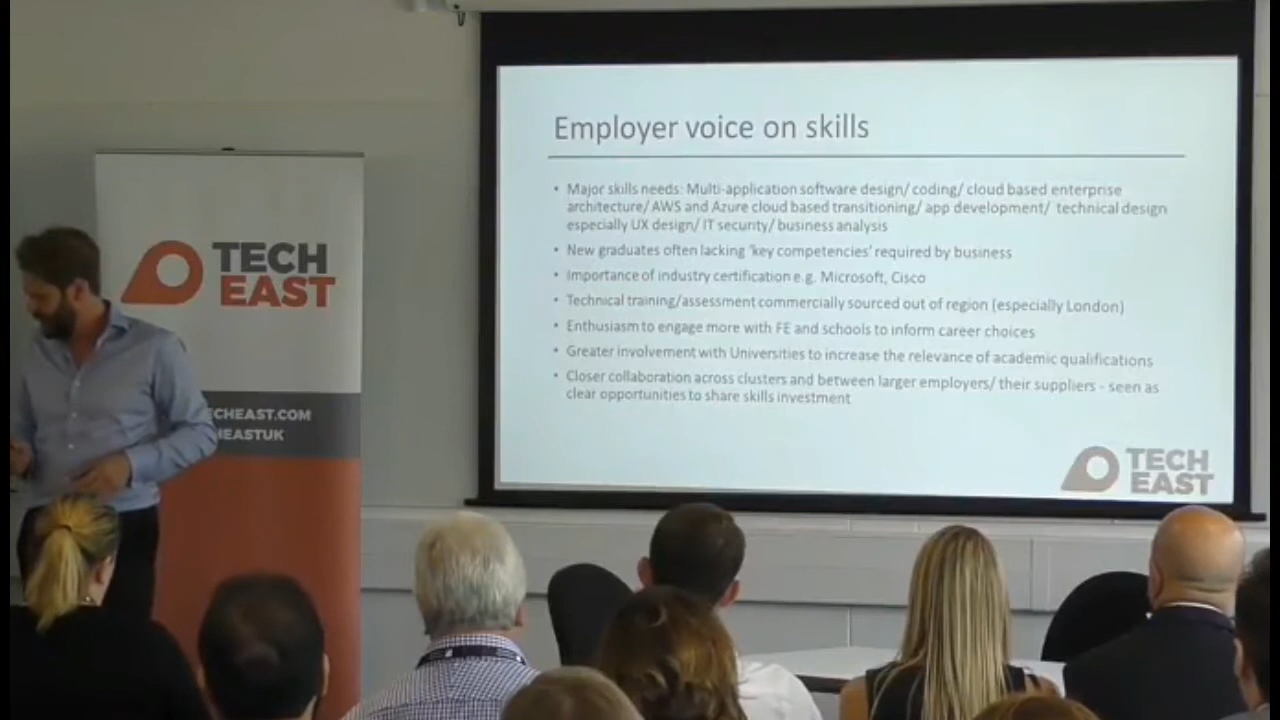 Employer voice on skills
• Major skills needs: Multi-application software design/ coding/ cloud based enterprise
architecture/ AWS and Azure cloud based transitioning/ app development/ technical design
especially UX design/ IT security/ business analysis
• New graduates often lacking 'key competencies' required by business
• Importance of industry certification e.g. Microsoft, Cisco
• Technical training/assessment commercially sourced out of region (especially London)
• Enthusiasm to engage more with FE and schools to inform career choices
• Greater involvement with Universities to increase the relevance of academic qualifications
• Closer collaboration across clusters and between larger employers/ their suppliers - seen as
clear opportunities to share skills investment
TECH
EAST
TECH
EAST
ECHEAST.COM
HEASTUK